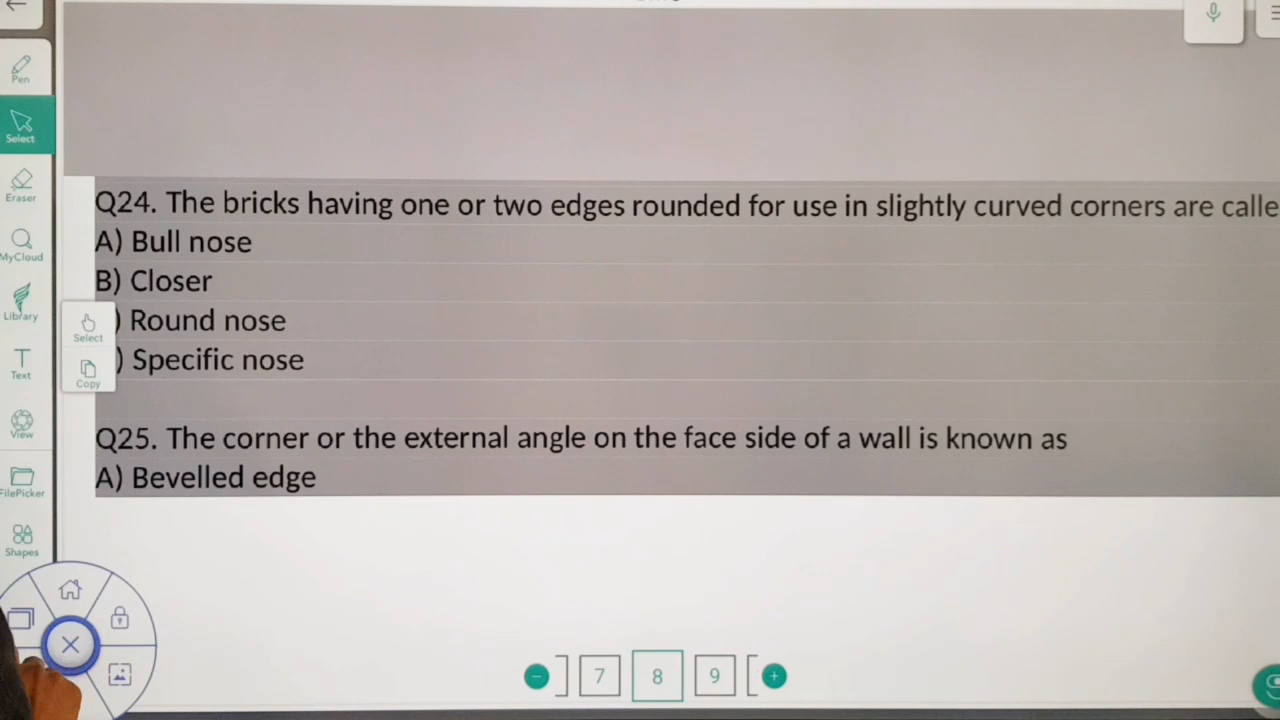 Pen
Select
Eraser
MyCloud
Library
Text
View
FilePicker
Shapes
Select
Copy
Q24. The bricks having one or two edges rounded for use in slightly curved corners are calle
A) Bull nose
B) Closer
) Round nose
) Specific nose
Q25. The corner or the external angle on the face side of a wall is known as
A) Bevelled edge
7
8
9